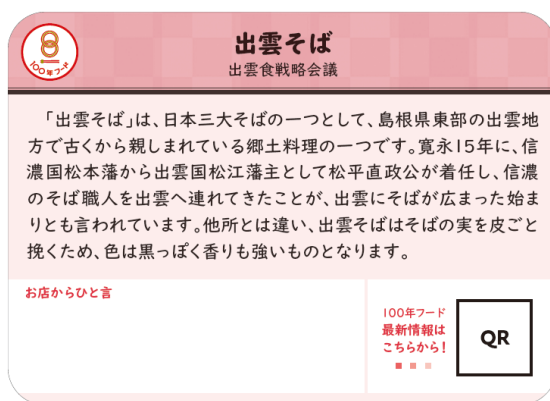 100年フード
出雲そば
出雲食戦略会議
「出雲そば」は、日本三大そばの一つとして、島根県東部の出雲地
方で古くから親しまれている郷土料理の一つです。寛永15年に、信
濃国松本藩から出雲国松江藩主として松平直政公が着任し、信濃
のそば職人を出雲へ連れてきたことが、出雲にそばが広まった始ま
りとも言われています。他所とは違い、出雲そばはそばの実を皮ごと
挽くため、色は黒っぽく香りも強いものとなります。
お店からひと言
100年フード
最新情報は
こちらから！
QR